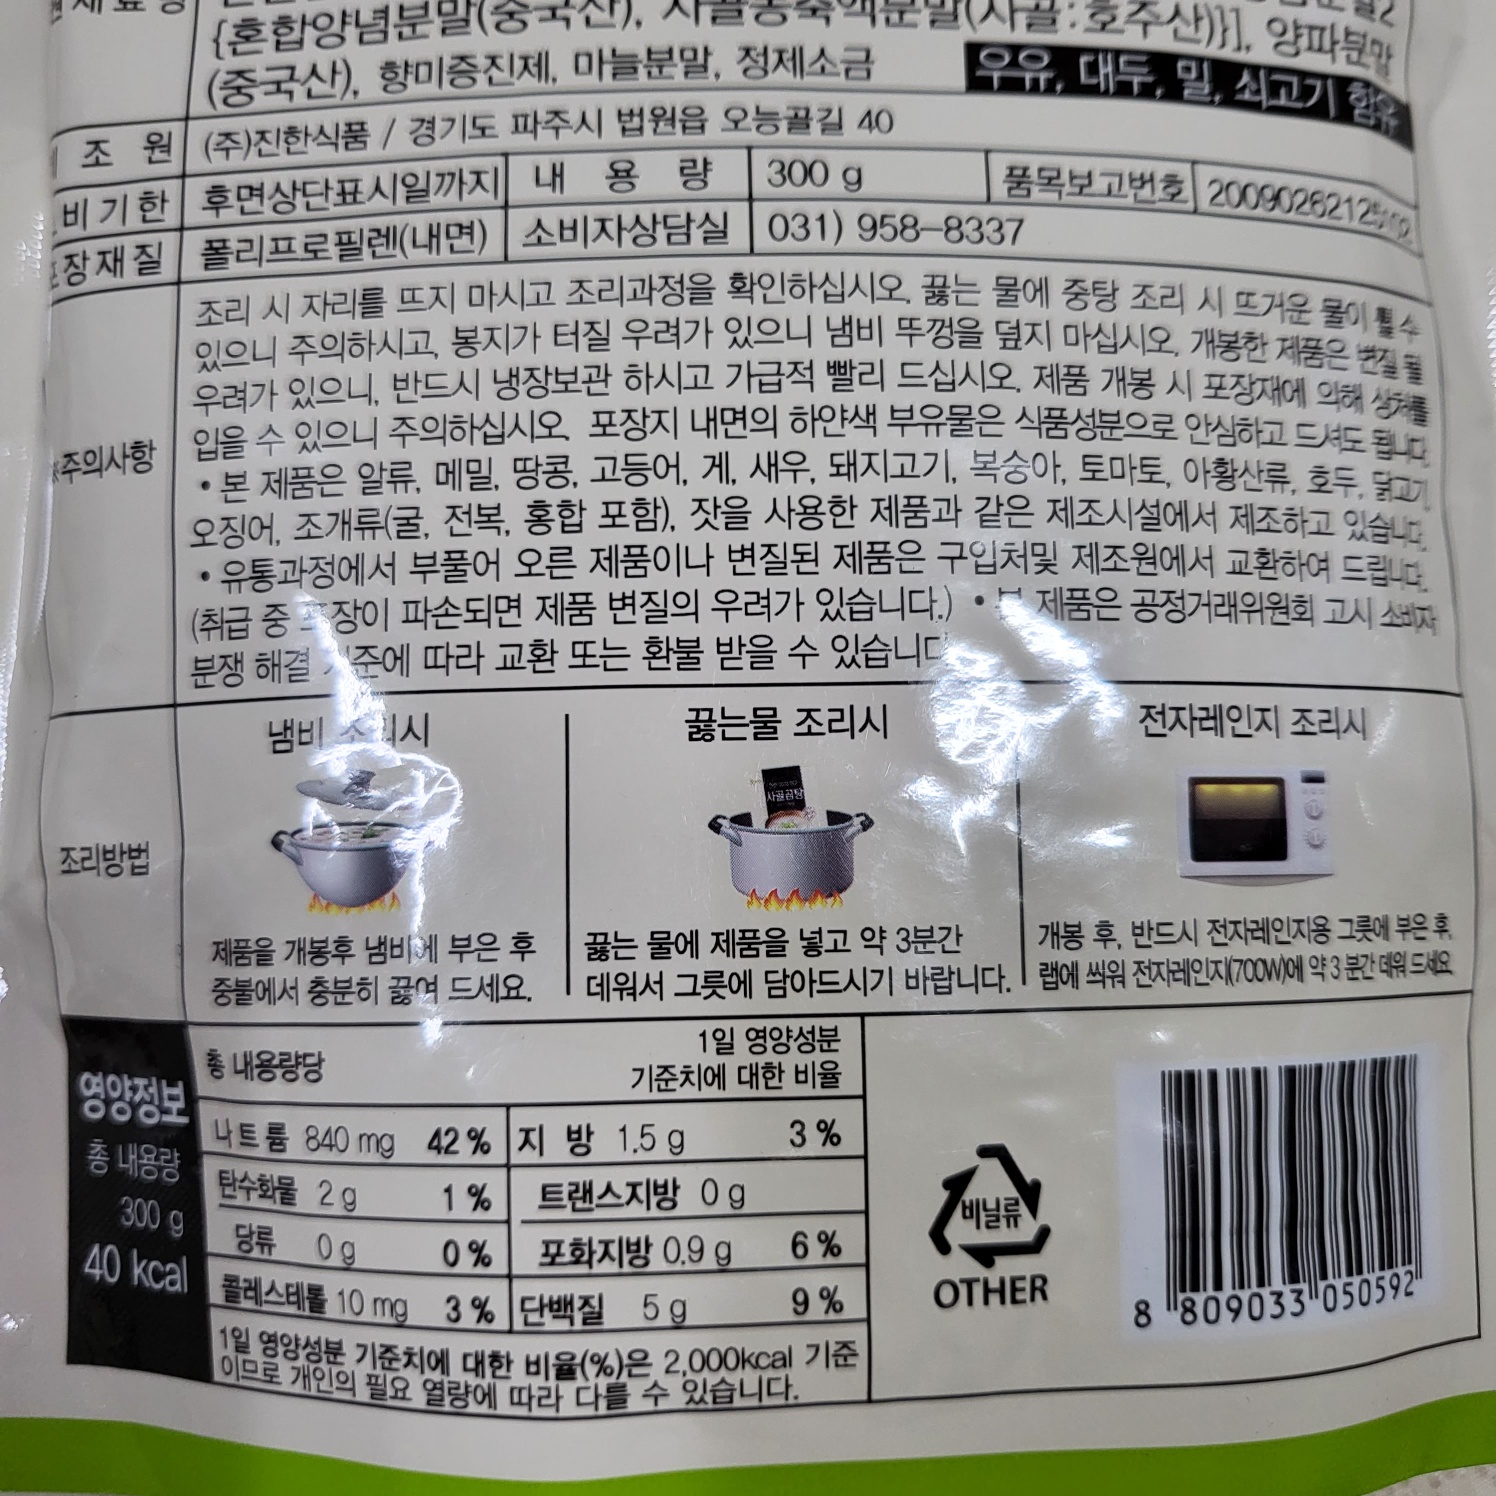 {혼합양념분말(중국산), 사골농축액분말(사골:호주산)}], 양파분말
(중국산), 향미증진제, 마늘분말, 정제소금
우유, 대두, 밀, 쇠고기 함유
조 원 (주)진한식품 / 경기도 파주시 법원읍 오능골길 40
비기한 후면상단표시일까지 내 용 량 300 g 품목보고번호
장재질 폴리프로필렌(내면) 소비자상담실 031) 958-8337
※주의사항
조리 시 자리를 뜨지 마시고 조리과정을 확인하십시오. 끓는 물에 중탕 조리 시 뜨거운 물이 튈 수
있으니 주의하시고, 봉지가 터질 우려가 있으니 냄비 뚜껑을 덮지 마십시오. 개봉한 제품은 변질 될
우려가 있으니, 반드시 냉장보관 하시고 가급적 빨리 드십시오. 제품 개봉 시 포장재에 의해 상처를
입을 수 있으니 주의하십시오. 포장지 내면의 하얀색 부유물은 식품성분으로 안심하고 드셔도 됩니다.
• 본 제품은 알류, 메밀, 땅콩, 고등어, 게, 새우, 돼지고기, 복숭아, 토마토, 아황산류, 호두, 닭고기,
오징어, 조개류(굴, 전복, 홍합 포함), 잣을 사용한 제품과 같은 제조시설에서 제조하고 있습니다.
• 유통과정에서 부풀어 오른 제품이나 변질된 제품은 구입처및 제조원에서 교환하여 드립니다.
(취급 중 포장이 파손되면 제품 변질의 우려가 있습니다.) • 본 제품은 공정거래위원회 고시 소비자
분쟁 해결 기준에 따라 교환 또는 환불 받을 수 있습니다
조리방법
냄비 조리시
사골곰탕
제품을 개봉후 냄비에 부은 후
중불에서 충분히 끓여 드세요.
끓는물 조리시
끓는 물에 제품을 넣고 약 3분간
데워서 그릇에 담아드시기 바랍니다.
전자레인지 조리시
개봉 후, 반드시 전자레인지용 그릇에 부은 후,
랩에 씌워 전자레인지(700W)에 약 3 분간 데워 드세요.
영양정보
총 내용량
300 g
40 kcal
총 내용량당
1일 영양성분
기준치에 대한 비율
나트륨 840 mg 42 % 지 방 1.5 g 3 %
탄수화물 2 g 1 % 트랜스지방 0 g
당류 0 g 0 % 포화지방 0.9 g 6 %
콜레스테롤 10 mg 3 % 단백질 5 g 9 %
1일 영양성분 기준치에 대한 비율(%)은 2,000kcal 기준
이므로 개인의 필요 열량에 따라 다를 수 있습니다.
비닐류
OTHER
8 809033 050592